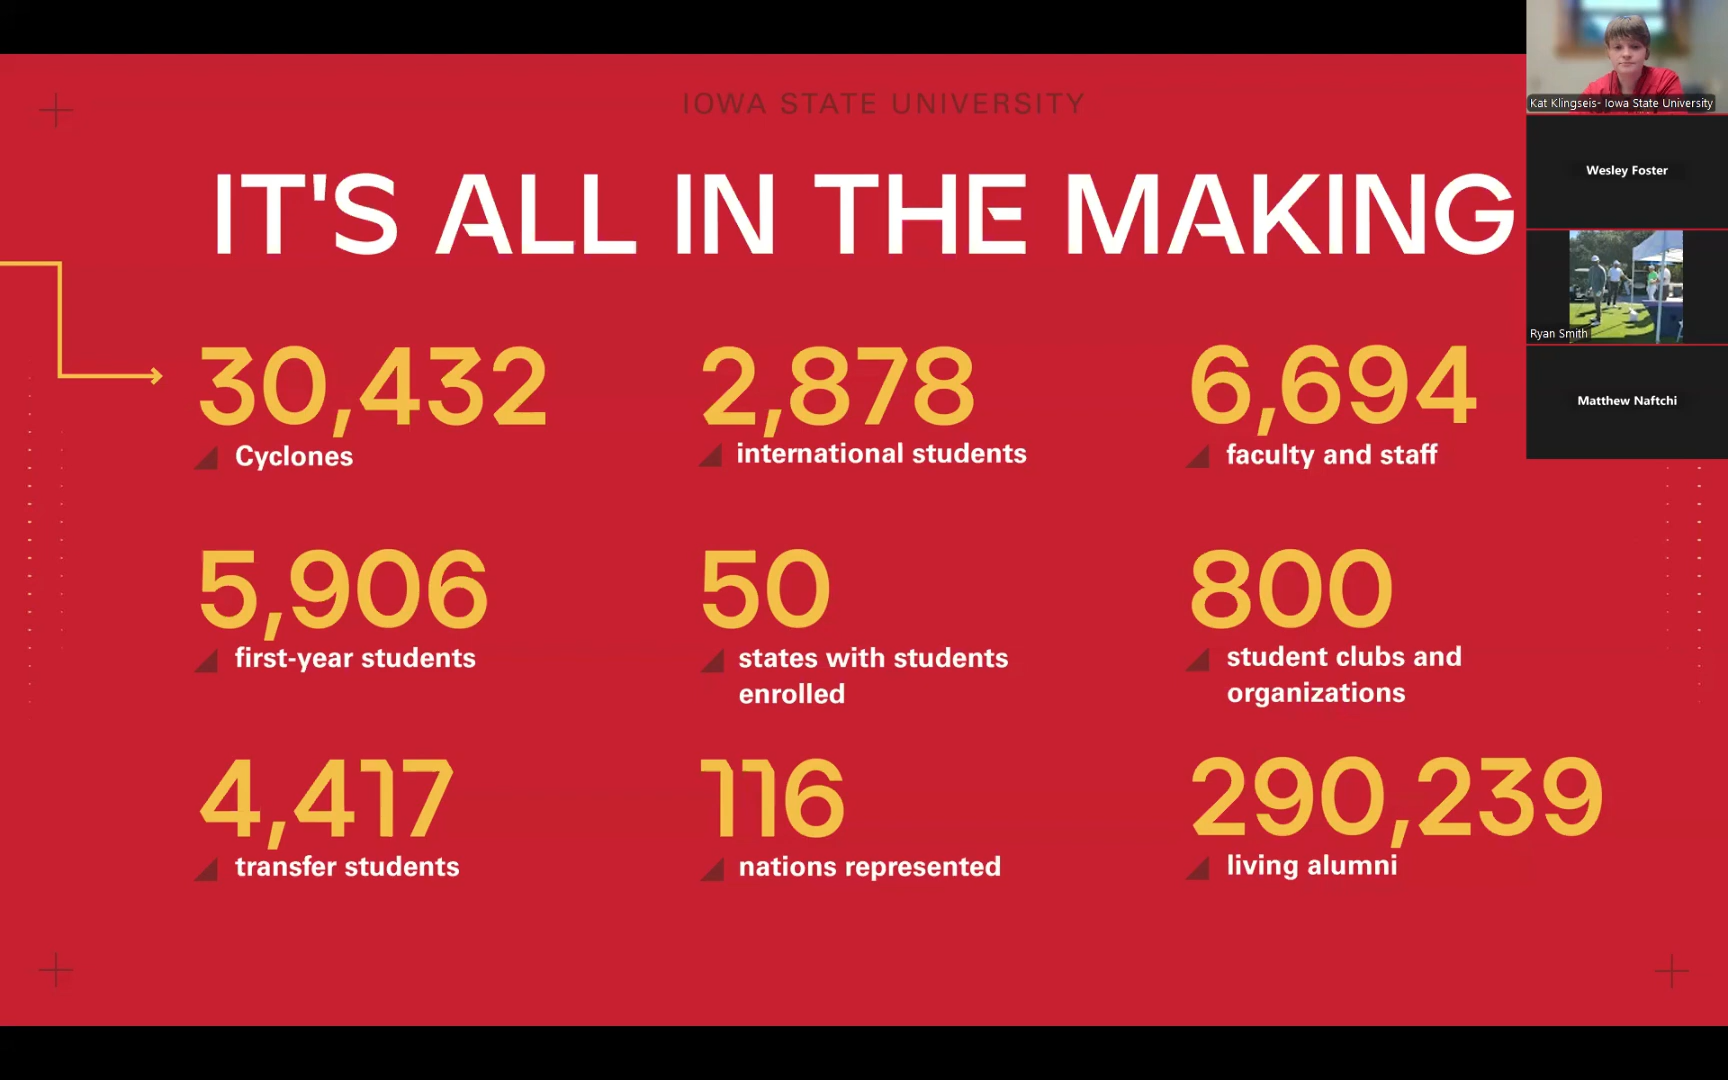 IOWA STATE UNIVERSITY
IT'S ALL IN THE MAKING
30,432
Cyclones
2,878
international students
6,694
faculty and staff
5,906
first-year students
50
states with students
enrolled
800
student clubs and
organizations
4,417
transfer students
116
nations represented
290,239
living alumni
Kat Klingseis- Iowa State University
Wesley Foster
Ryan Smith
Matthew Naftchi